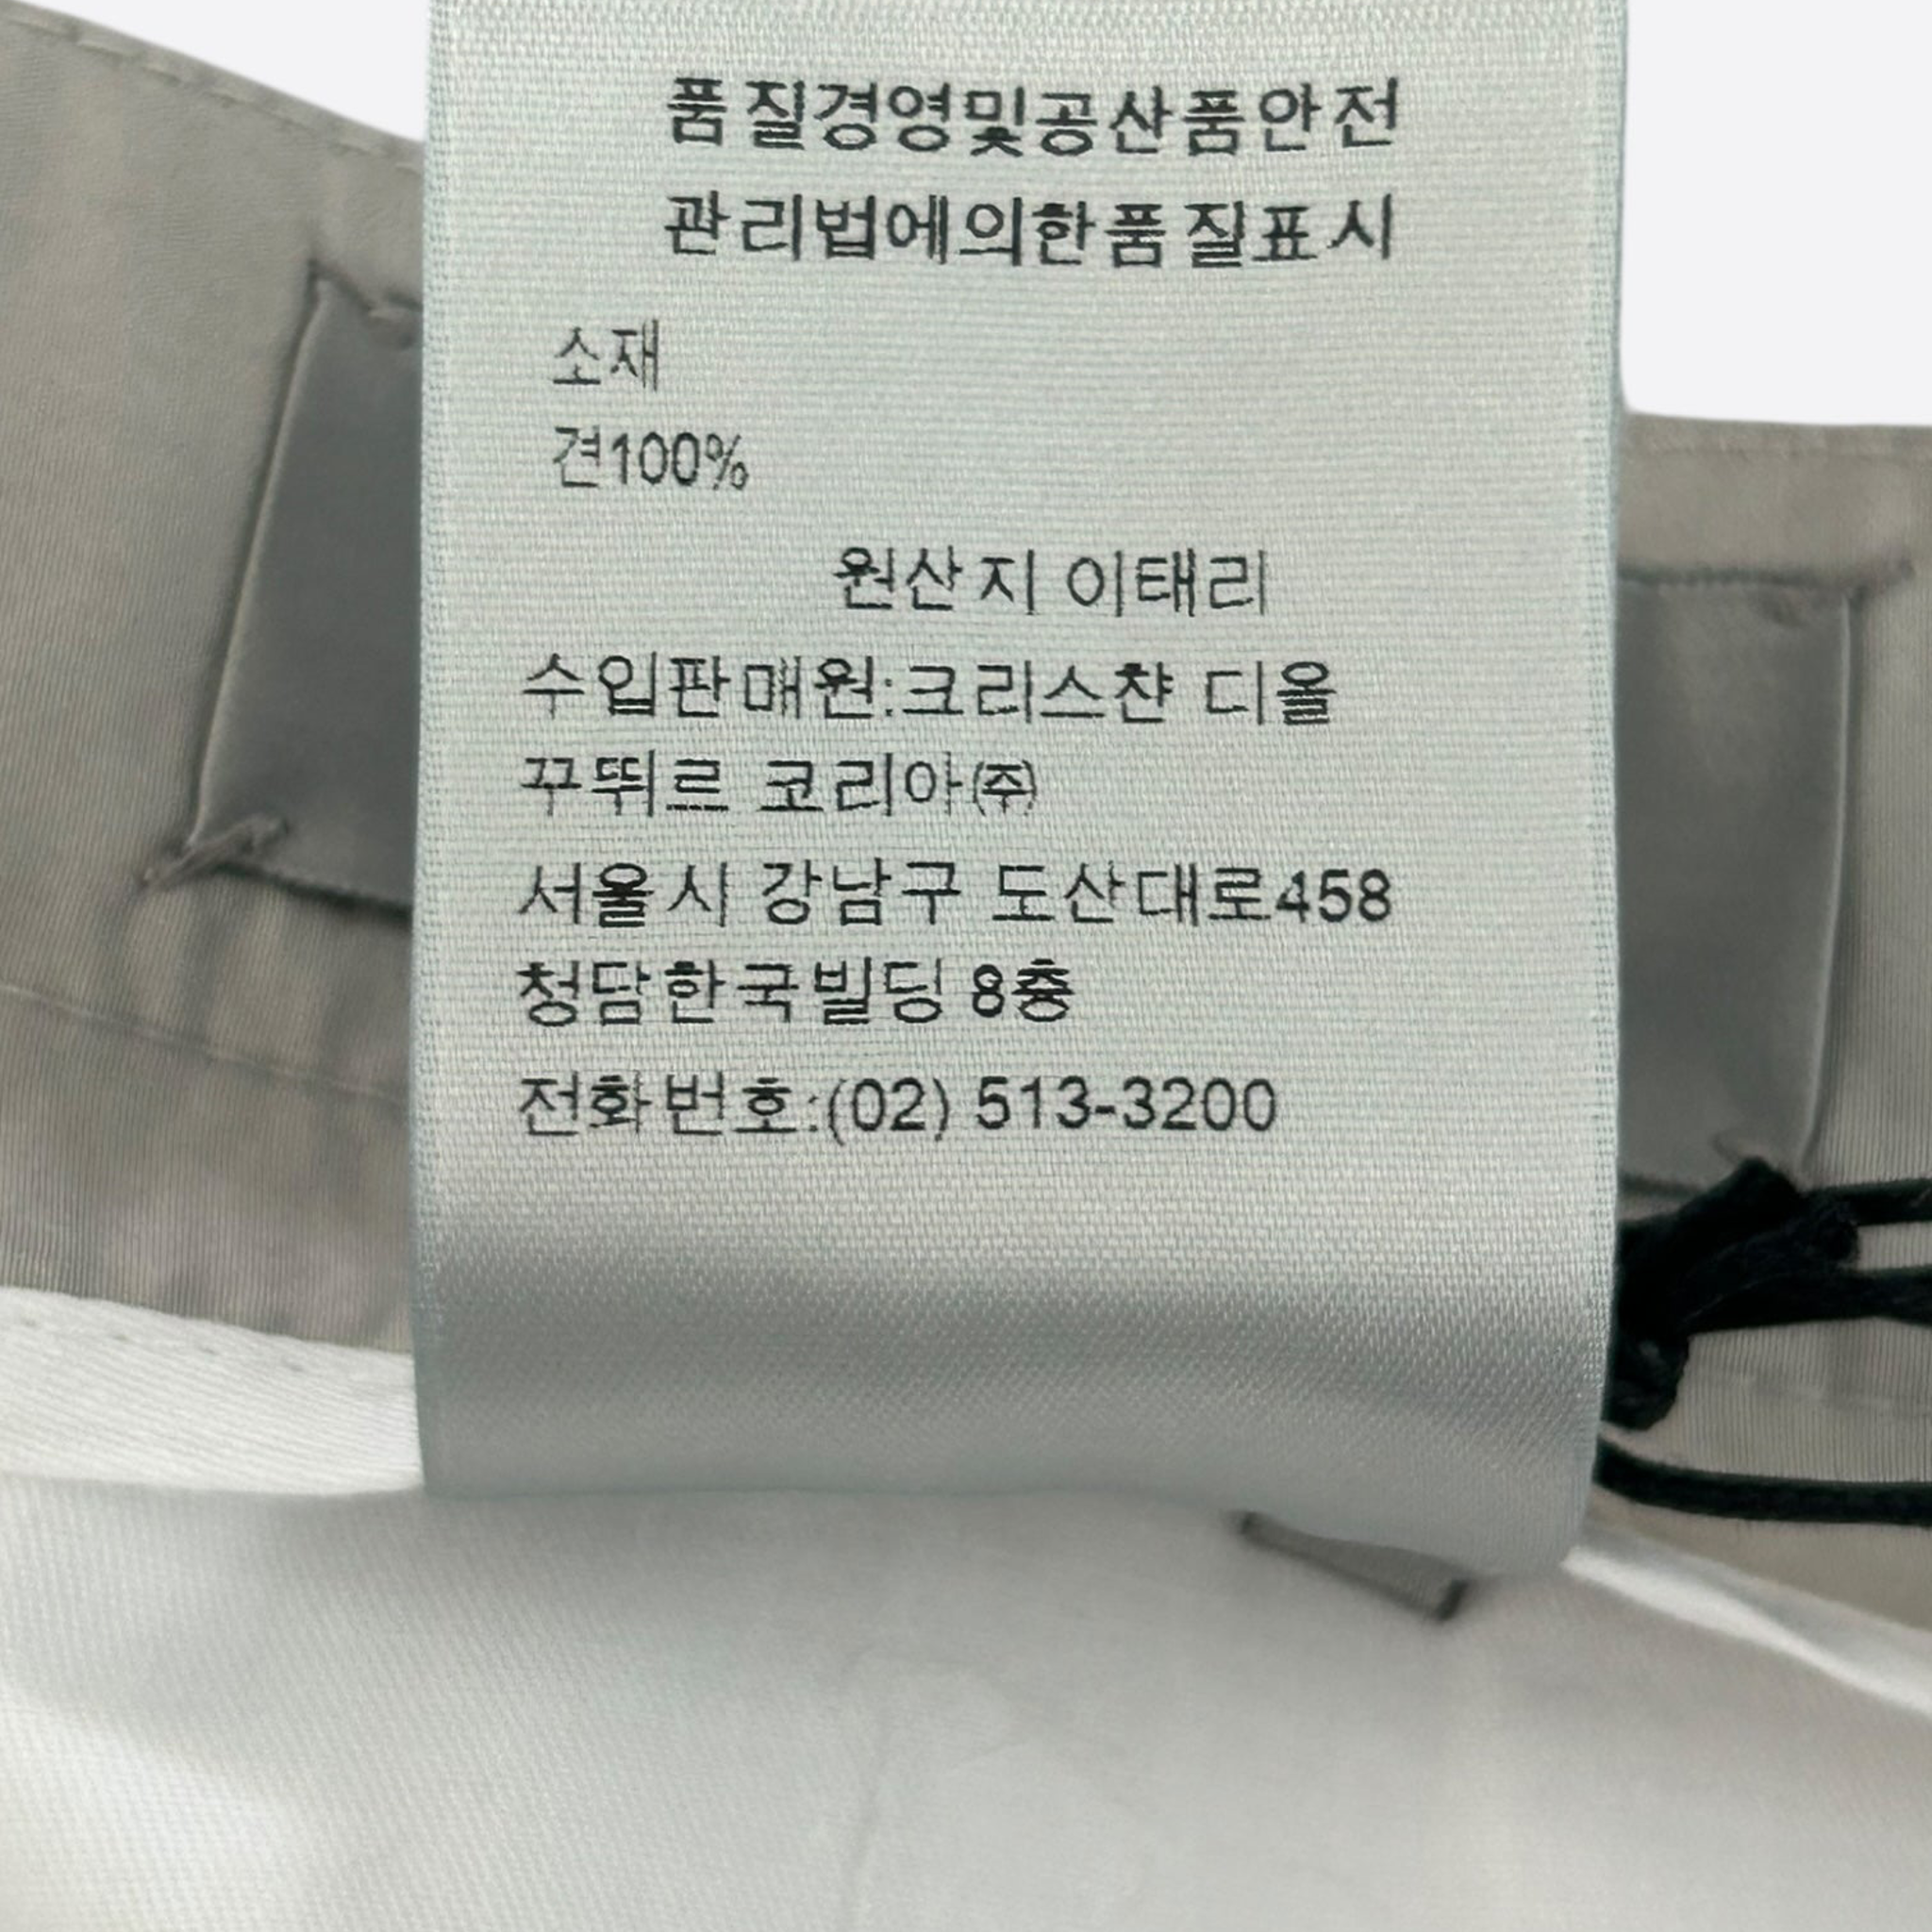 품질경영및공산품안전
관리법에의한품질표시
소재
견100%
원산지 이태리
수입판매원:크리스챤 디올
꾸뛰르 코리아㈜
서울시 강남구 도산대로458
청담한국빌딩 8층
전화번호:(02) 513-3200